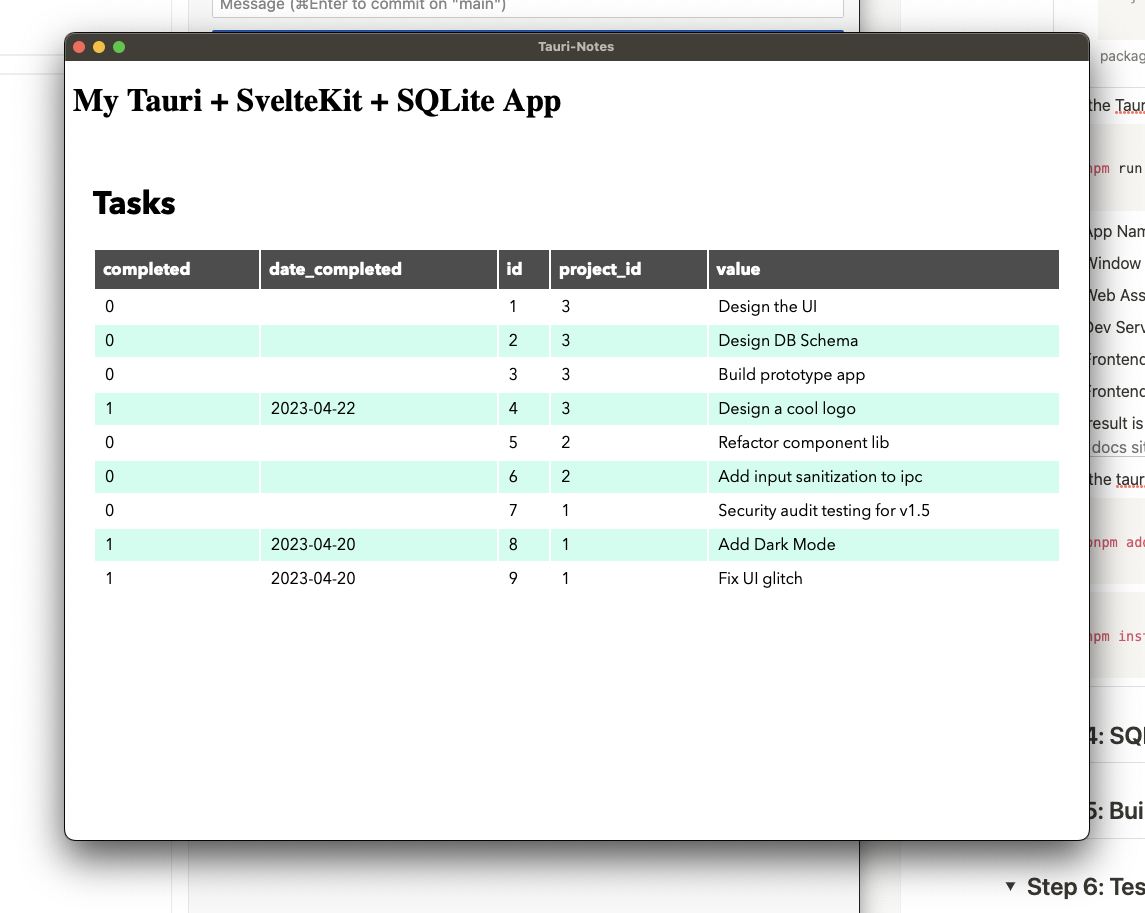 Message (⌘Enter to commit on "main")
Tauri-Notes
My Tauri + SvelteKit + SQLite App
Tasks
completed date_completed id project_id value
0 1 3 Design the UI
0 2 3 Design DB Schema
0 3 3 Build prototype app
1 2023-04-22 4 3 Design a cool logo
0 5 2 Refactor component lib
0 6 2 Add input sanitization to ipc
0 7 1 Security audit testing for v1.5
1 2023-04-20 8 1 Add Dark Mode
1 2023-04-20 9 1 Fix UI glitch
packag
the Taur
npm run
App Nam
Window
Web Ass
Dev Serv
Frontend
Frontend
result is
docs sit
the taur
pnpm add
npm inst
4: SQL
5: Bui
Step 6: Tes